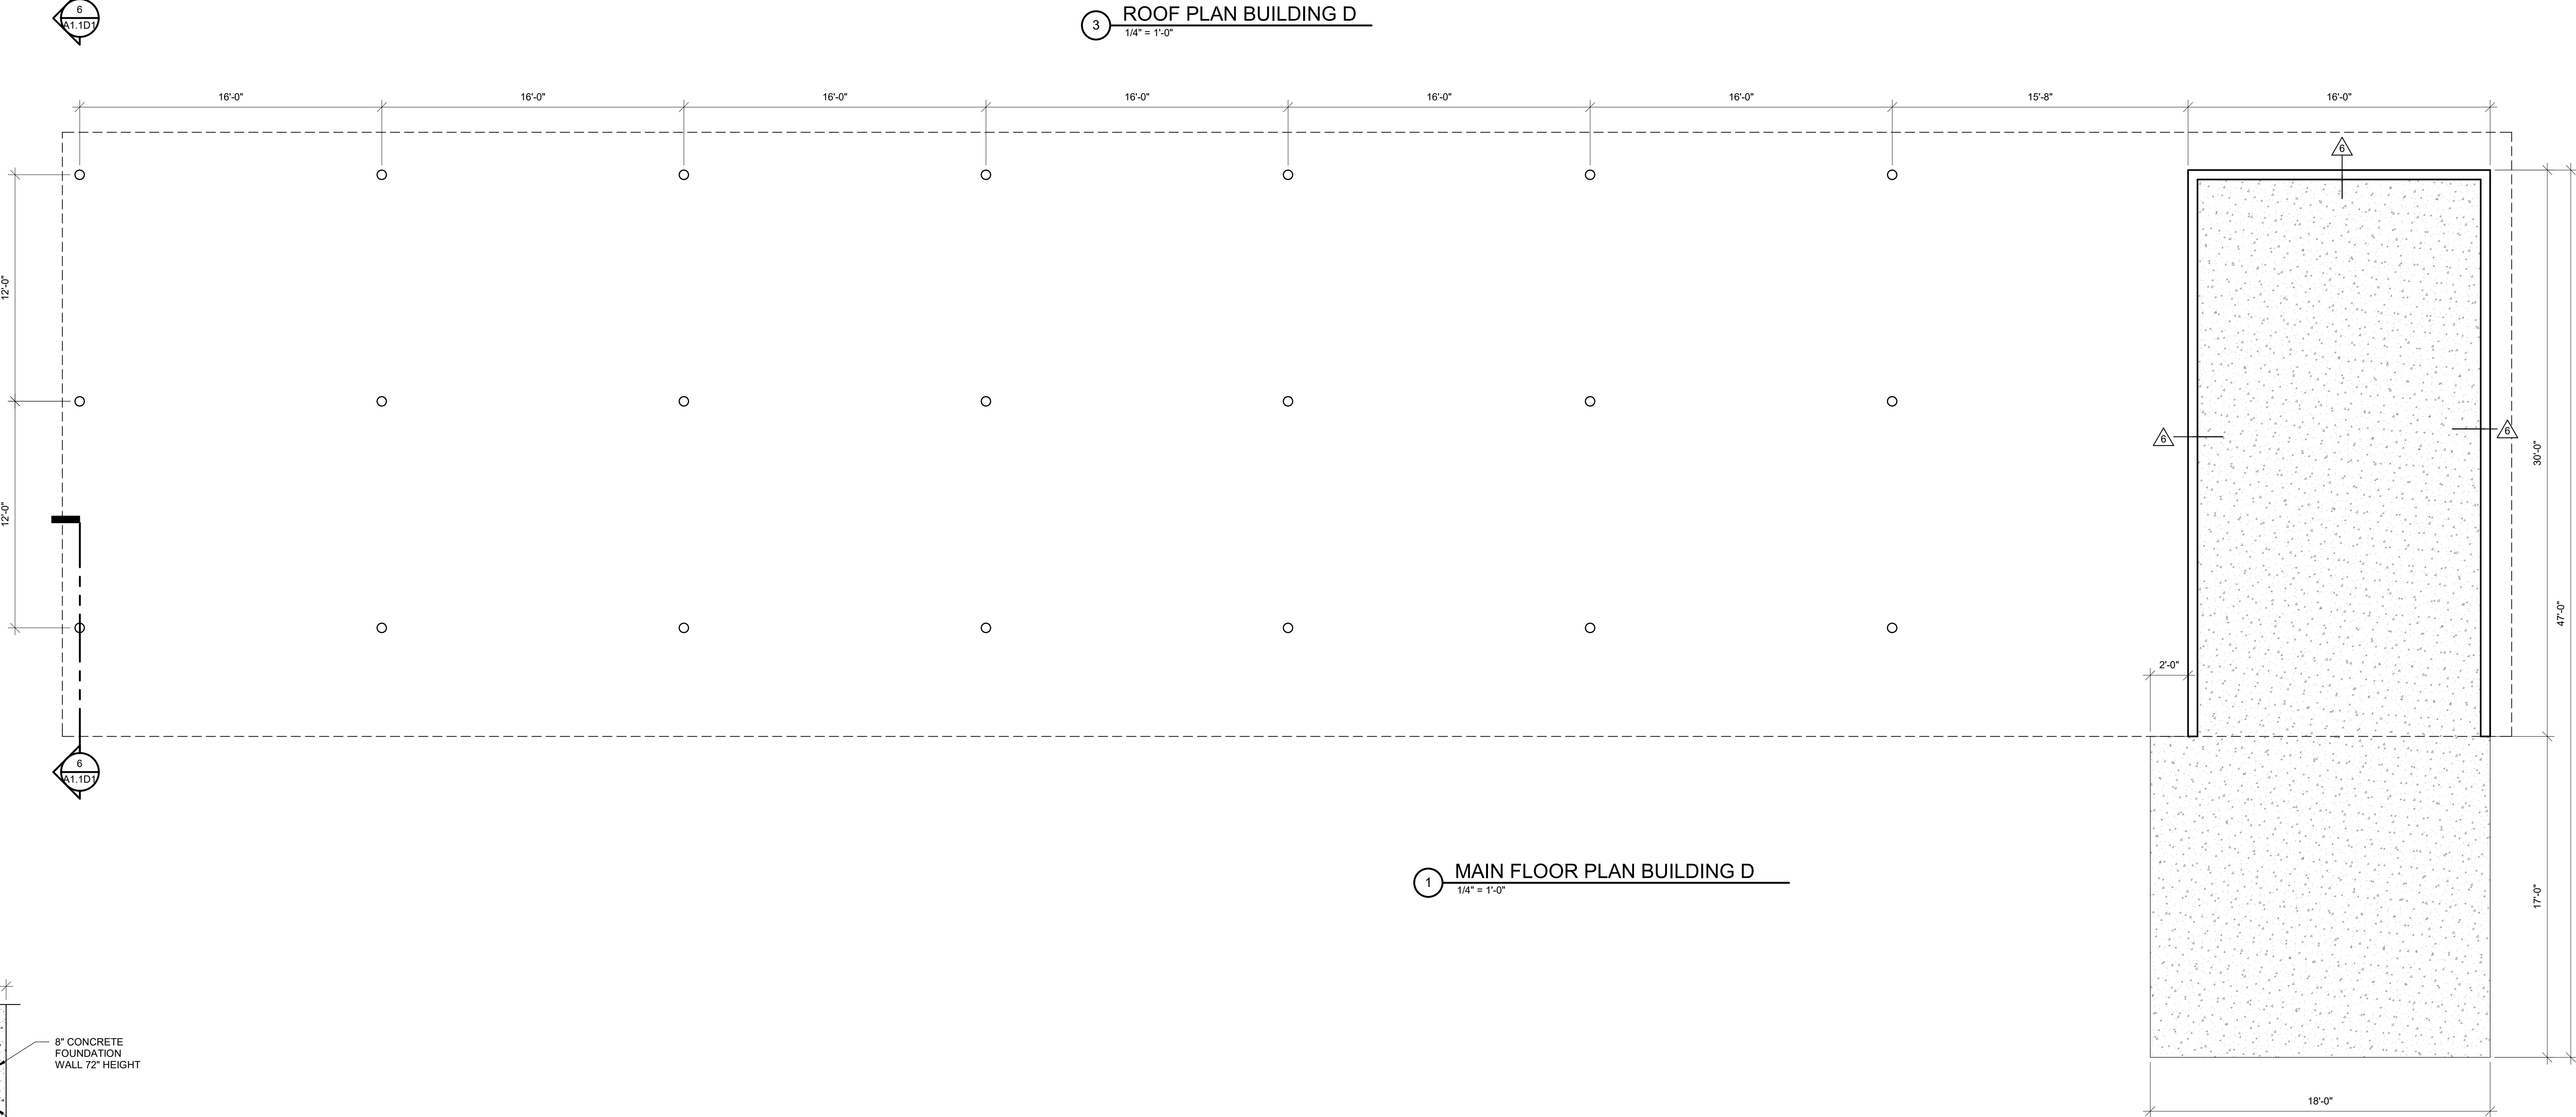 6
A1.1D1
3
ROOF PLAN BUILDING D
1/4" = 1'-0"
16'-0"
16'-0"
16'-0"
16'-0"
16'-0"
16'-0"
15'-8"
16'-0"
6
12'-0"
6
6
30'-0"
12'-0"
47'-0"
2'-0"
6
A1.1D1
1
MAIN FLOOR PLAN BUILDING D
1/4" = 1'-0"
17'-0"
8" CONCRETE
FOUNDATION
WALL 72" HEIGHT
18'-0"